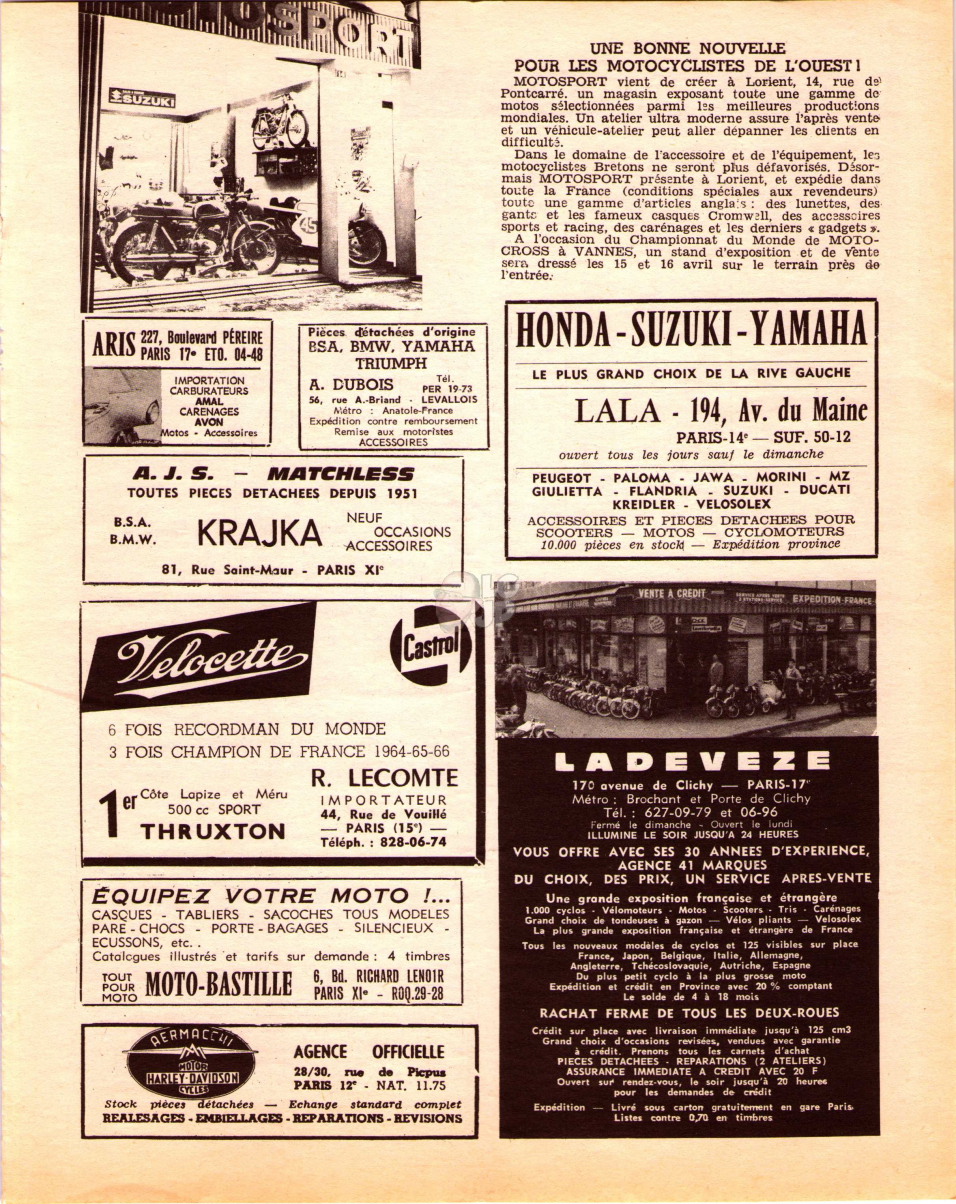 OSPORT
SUZUKI
45
UNE BONNE NOUVELLE
POUR LES MOTOCYCLISTES DE L'OUEST !
MOTOSPORT vient de créer à Lorient, 14, rue de
Pontcarré. un magasin exposant toute une gamme de
motos sélectionnées parmi les meilleures productions
mondiales. Un atelier ultra moderne assure l'après vente
et un véhicule-atelier peut aller dépanner les clients en
difficulté.
Dans le domaine de l'accessoire et de l'équipement, les
motocyclistes Bretons ne seront plus défavorisés. Désor-
mais MOTOSPORT présente à Lorient, et expédie dans
toute la France (conditions spéciales aux revendeurs)
toute une gamme d'articles anglais : des lunettes, des
gants et les fameux casques Cromwell, des accessoires
sports et racing, des carénages et les derniers « gadgets ».
A l'occasion du Championnat du Monde de MOTO-
CROSS à VANNES, un stand d'exposition et de vente
sera dressé les 15 et 16 avril sur le terrain près de
l'entrée.
ARIS 227, Boulevard PÉREIRE
PARIS 17e ETO. 04-48
IMPORTATION
CARBURATEURS
AMAL
CARENAGES
AVON
Motos - Accessoires
Pièces détachées d'origine
BSA, BMW, YAMAHA
TRIUMPH
A. DUBOIS Tél. PER 19-73
56, rue A.-Briand - LEVALLOIS
Métro : Anatole-France
Expédition contre remboursement
Remise aux motoristes
ACCESSOIRES
HONDA - SUZUKI - YAMAHA
LE PLUS GRAND CHOIX DE LA RIVE GAUCHE
LALA - 194, Av. du Maine
PARIS-14e — SUF. 50-12
ouvert tous les jours sauf le dimanche
PEUGEOT - PALOMA - JAWA - MORINI - MZ
GIULIETTA - FLANDRIA - SUZUKI - DUCATI
KREIDLER - VELOSOLEX
ACCESSOIRES ET PIECES DETACHEES POUR
SCOOTERS — MOTOS — CYCLOMOTEURS
10.000 pièces en stock — Expédition province
A.J.S. – MATCHLESS
TOUTES PIECES DETACHEES DEPUIS 1951
B.S.A.
B.M.W.
KRAJKA
NEUF
OCCASIONS
ACCESSOIRES
81, Rue Saint-Maur - PARIS XIe
Velocette
Castrol
6 FOIS RECORDMAN DU MONDE
3 FOIS CHAMPION DE FRANCE 1964-65-66
1er Côte Lapize et Méru
500 cc SPORT
THRUXTON
R. LECOMTE
IMPORTATEUR
44, Rue de Vouillé
— PARIS (15e) —
Téléph. : 828-06-74
VENTE A CREDIT
EXPEDITION-FRANCE
LADEVEZE
170 avenue de Clichy — PARIS-17e
Métro : Brochant et Porte de Clichy
Tél. : 627-09-79 et 06-96
Fermé le dimanche - Ouvert le lundi
ILLUMINE LE SOIR JUSQU'A 24 HEURES
VOUS OFFRE AVEC SES 30 ANNEES D'EXPERIENCE,
AGENCE 41 MARQUES
DU CHOIX, DES PRIX, UN SERVICE APRES-VENTE
Une grande exposition française et étrangère
1.000 cyclos - Vélomoteurs - Motos - Scooters - Tris - Carénages
Grand choix de tondeuses à gazon — Vélos pliants — Velosolex
La plus grande exposition française et étrangère de France
Tous les nouveaux modèles de cyclos et 125 visibles sur place
France, Japon, Belgique, Italie, Allemagne,
Angleterre, Tchécoslovaquie, Autriche, Espagne
Du plus petit cyclo à la plus grosse moto
Expédition et crédit en Province avec 20 % comptant
Le solde de 4 à 18 mois
RACHAT FERME DE TOUS LES DEUX-ROUES
Crédit sur place avec livraison immédiate jusqu'à 125 cm3
Grand choix d'occasions revisées, vendues avec garantie
à crédit. Prenons tous les carnets d'achat
PIECES DETACHEES - REPARATIONS (2 ATELIERS)
ASSURANCE IMMEDIATE A CREDIT AVEC 20 F
Ouvert sur rendez-vous, le soir jusqu'à 20 heures
pour les demandes de crédit
Expédition — Livré sous carton gratuitement en gare Paris.
Listes contre 0,70 en timbres
ÉQUIPEZ VOTRE MOTO !...
CASQUES - TABLIERS - SACOCHES TOUS MODELES
PARE-CHOCS - PORTE-BAGAGES - SILENCIEUX -
ECUSSONS, etc. .
Catalogues illustrés et tarifs sur demande : 4 timbres
TOUT
POUR
MOTO
MOTO-BASTILLE
6, Bd. RICHARD LENOIR
PARIS XIe - ROQ. 29-28
AERMACCHI
MOTOR
HARLEY-DAVIDSON
CYCLES
AGENCE OFFICIELLE
28/30, rue de Picpus
PARIS 12e - NAT. 11.75
Stock pièces détachées — Echange standard complet
REALESAGES - EMBIELLAGES - REPARATIONS - REVISIONS